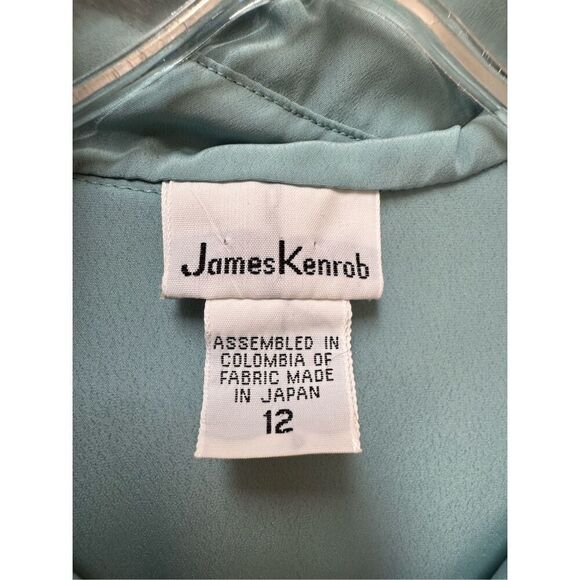 JamesKenrob
ASSEMBLED IN
COLOMBIA OF
FABRIC MADE
IN JAPAN
12